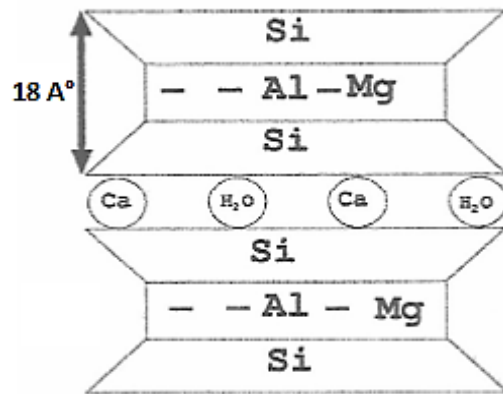 Si
18 A°
– – Al – Mg
Si
Ca H₂O Ca H₂O
Si
– – Al – Mg
Si